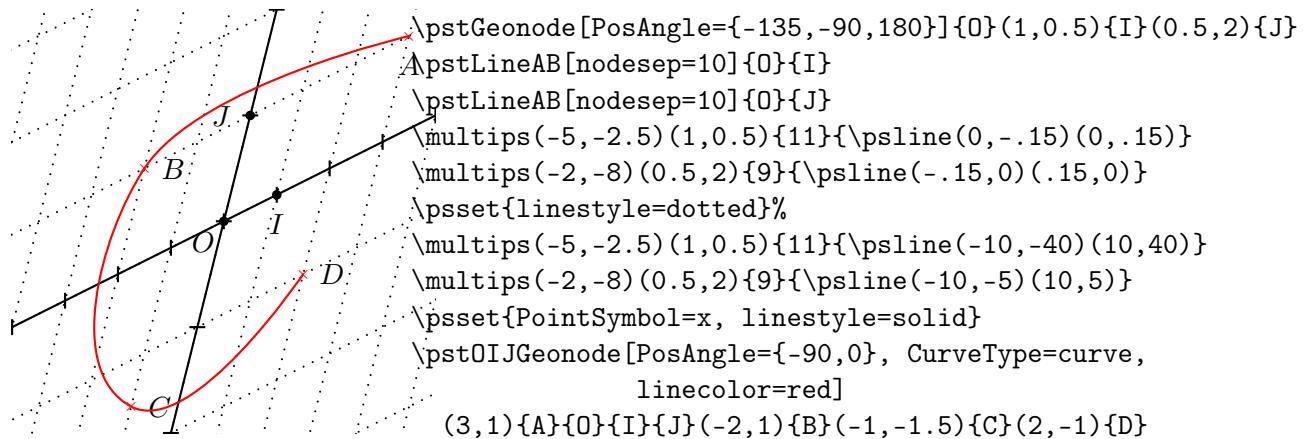 \pstGeonode[PosAngle={-135,-90,180}]{O}(1,0.5){I}(0.5,2){J}
\pstLineAB[nodesep=10]{O}{I}
\pstLineAB[nodesep=10]{O}{J}
\multips(-5,-2.5)(1,0.5){11}{\psline(0,-.15)(0,.15)}
\multips(-2,-8)(0.5,2){9}{\psline(-.15,0)(.15,0)}
\psset{linestyle=dotted}%
\multips(-5,-2.5)(1,0.5){11}{\psline(-10,-40)(10,40)}
\multips(-2,-8)(0.5,2){9}{\psline(-10,-5)(10,5)}
\psset{PointSymbol=x, linestyle=solid}
\pstOIJGeonode[PosAngle={-90,0}, CurveType=curve,
linecolor=red]
(3,1){A}{O}{I}{J}(-2,1){B}(-1,-1.5){C}(2,-1){D}
A
J
B
I
O
D
C